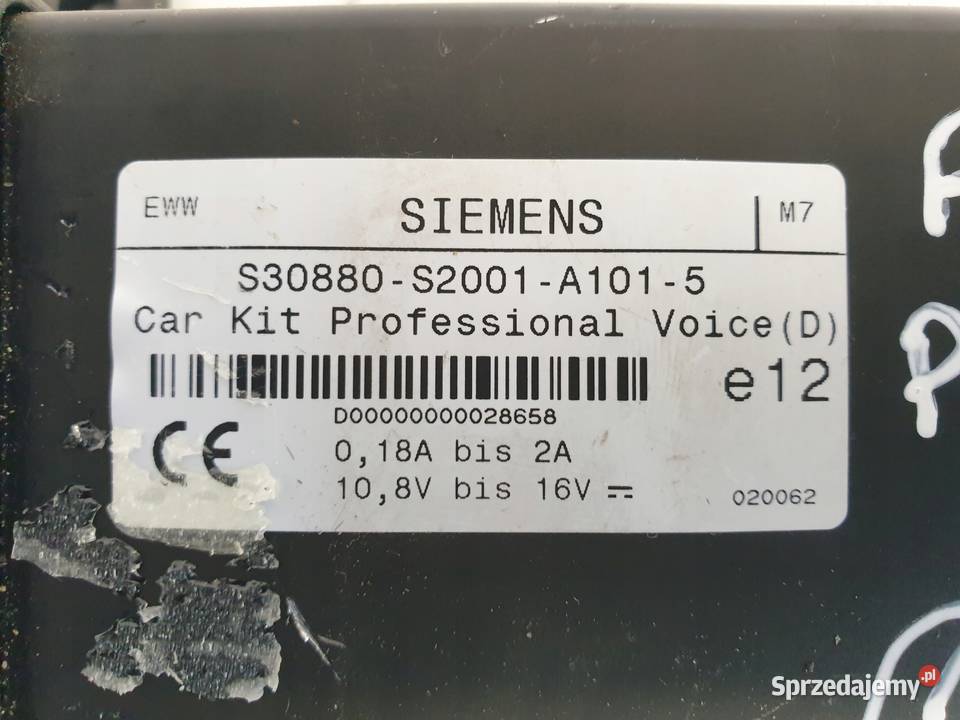 EWW SIEMENS M7
S30880-S2001-A101-5
Car Kit Professional Voice(D)
e12
D00000000028658
CE 0,18A bis 2A
10,8V bis 16V
020062
P
Sprzedajemy.pl